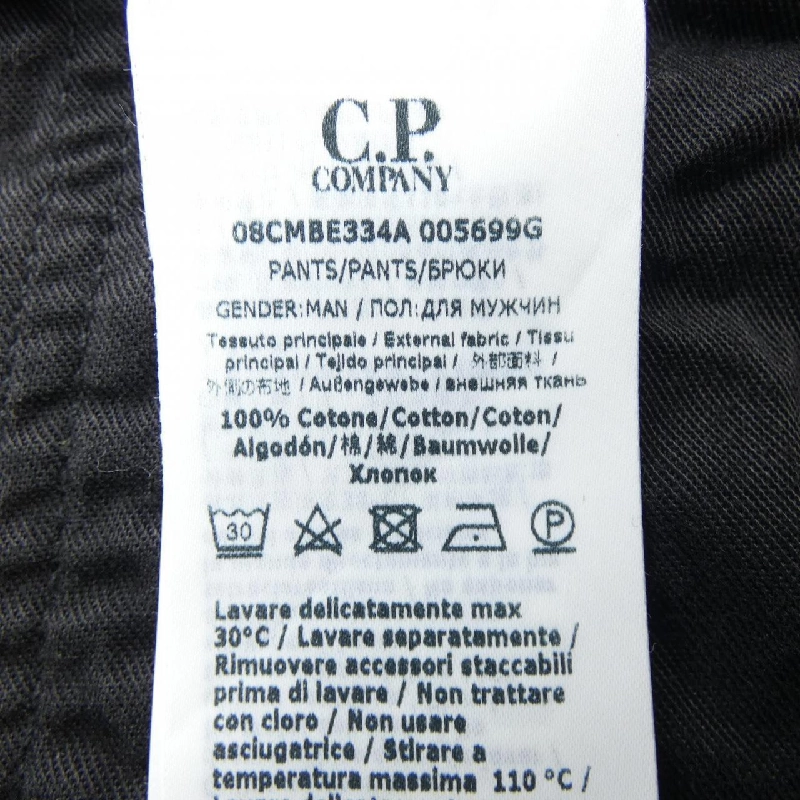 C.P.
COMPANY
08CMBE334A 005699G
PANTS/PANTS/БРЮКИ
GENDER:MAN / ПОЛ:ДЛЯ МУЖЧИН
Tessuto principale / External fabric / Tissu
principal / Tejido principal / 外部面料 /
外側の布地 / Außengewebe / внешняя ткань
100% Cotone/Cotton/Coton/
Algodón/棉/綿/Baumwolle/
Хлопок
30
P
Lavare delicatamente max
30°C / Lavare separatamente /
Rimuovere accessori staccabili
prima di lavare / Non trattare
con cloro / Non usare
asciugatrice / Stirare a
temperatura massima 110 °C /